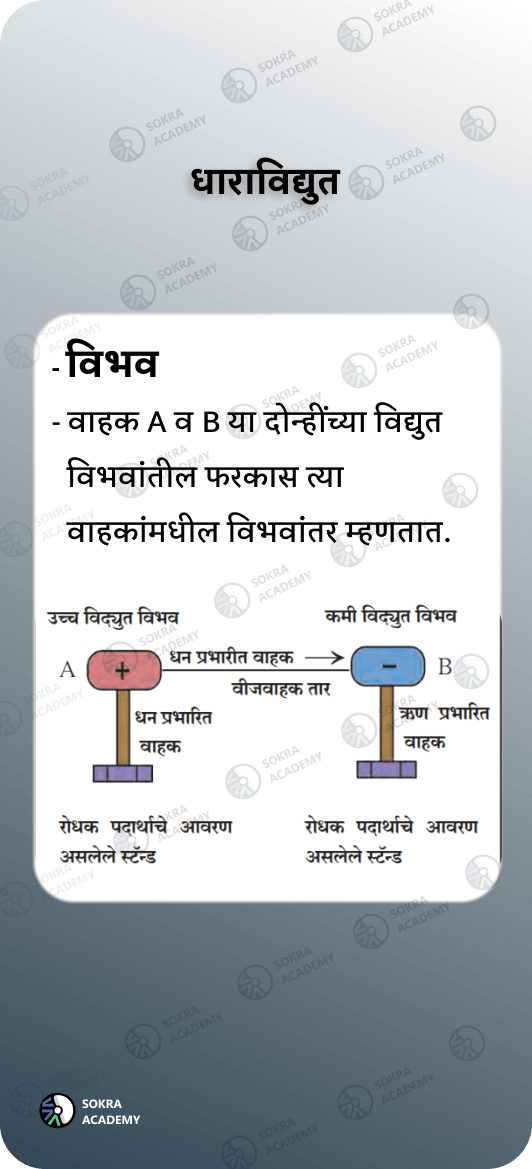 धाराविद्युत
- विभव
- वाहक A व B या दोन्हींच्या विद्युत
विभवांतील फरकास त्या
वाहकांमधील विभवांतर म्हणतात.
उच्च विद्युत विभव
कमी विद्युत विभव
A
+
धन प्रभारीत वाहक
वीजवाहक तार
-
B
धन प्रभारित
वाहक
ऋण प्रभारित
वाहक
रोधक पदार्थाचे आवरण
असलेले स्टॅन्ड
रोधक पदार्थाचे आवरण
असलेले स्टॅन्ड
SOKRA
ACADEMY